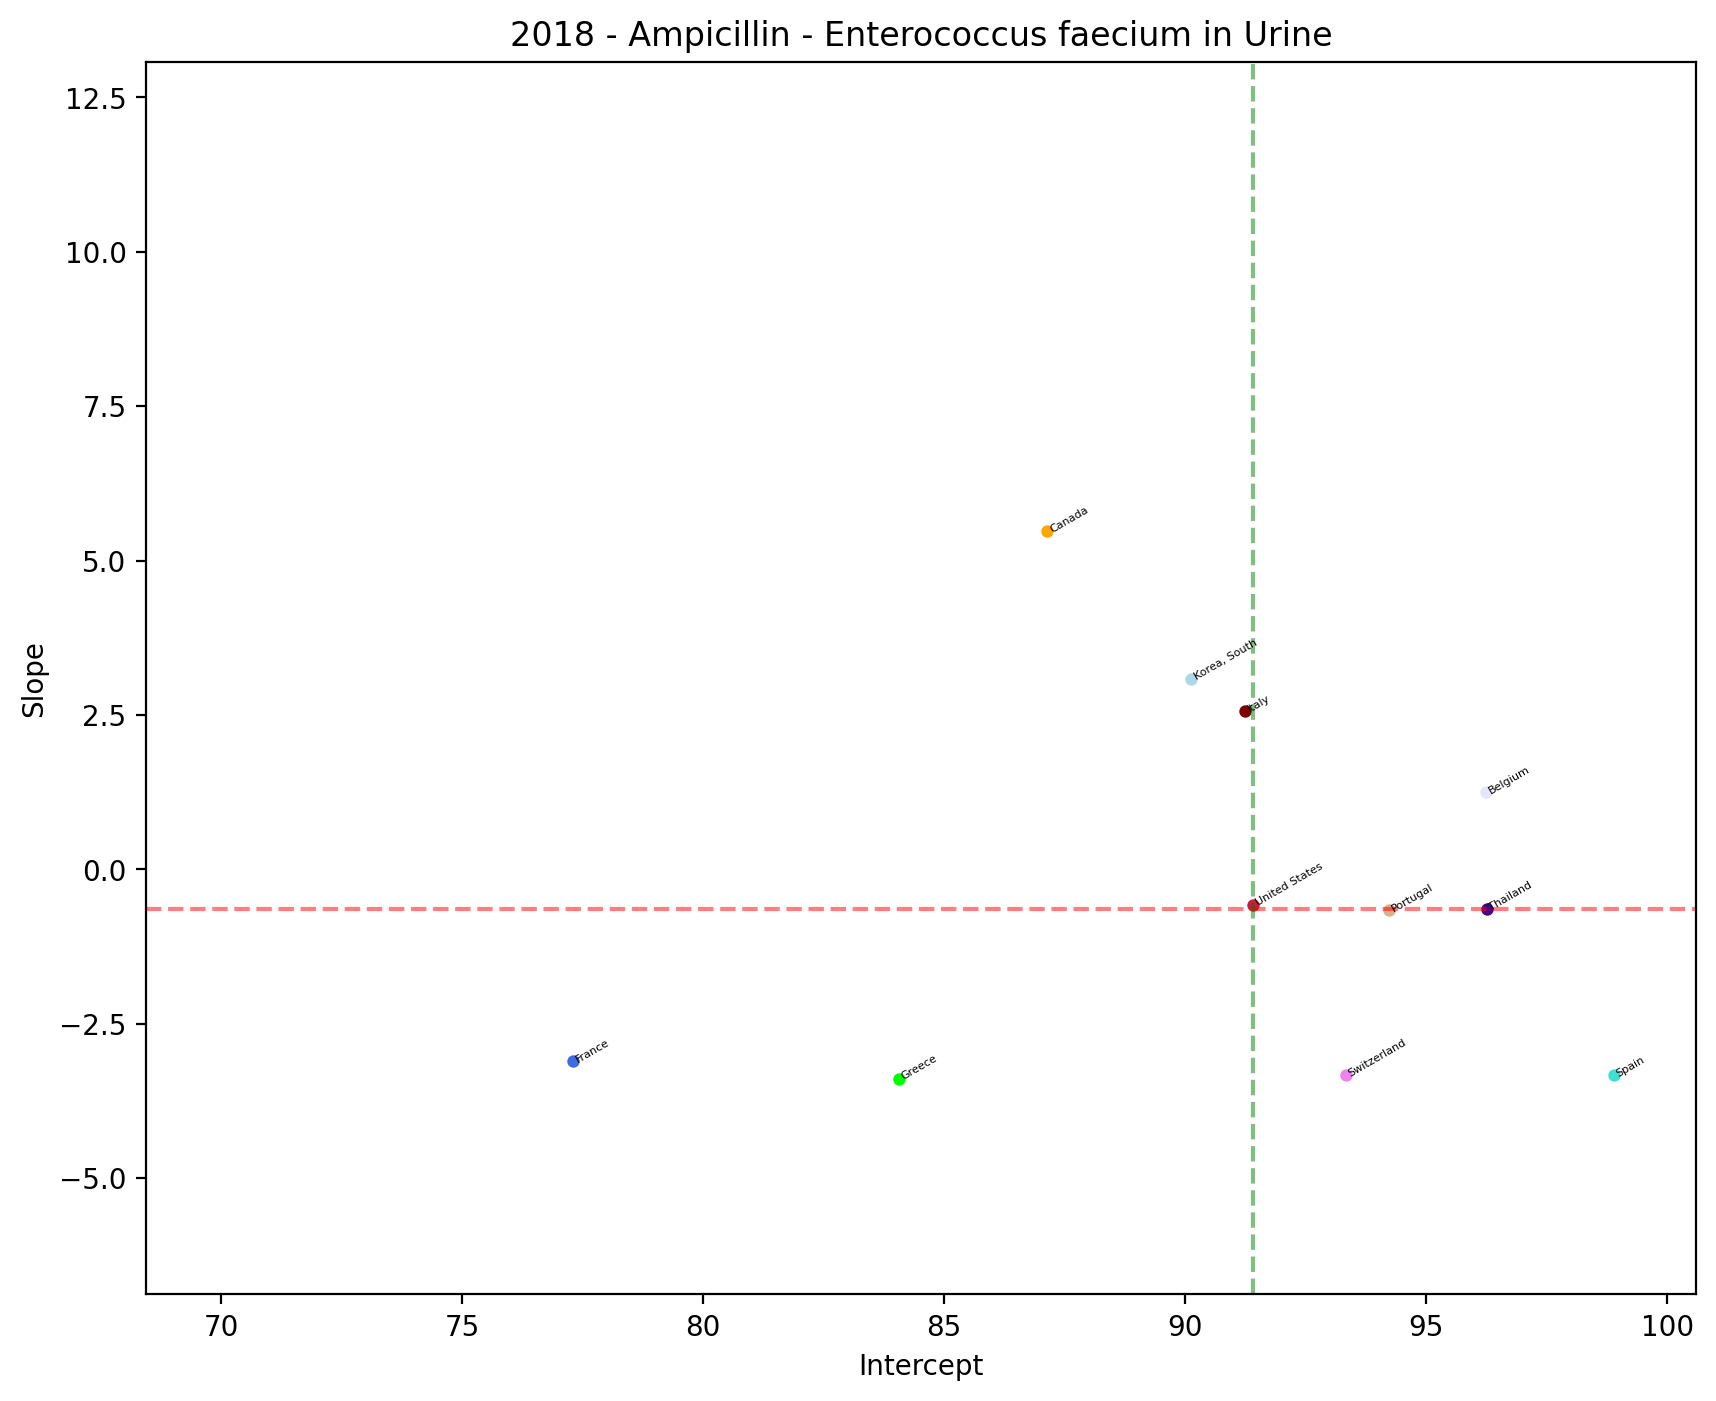 2018 - Ampicillin - Enterococcus faecium in Urine
12.5
10.0
7.5
5.0
2.5
0.0
−2.5
−5.0
Slope
Canada
Korea, South
Italy
Belgium
United States
Portugal
Thailand
France
Greece
Switzerland
Spain
70 75 80 85 90 95 100
Intercept